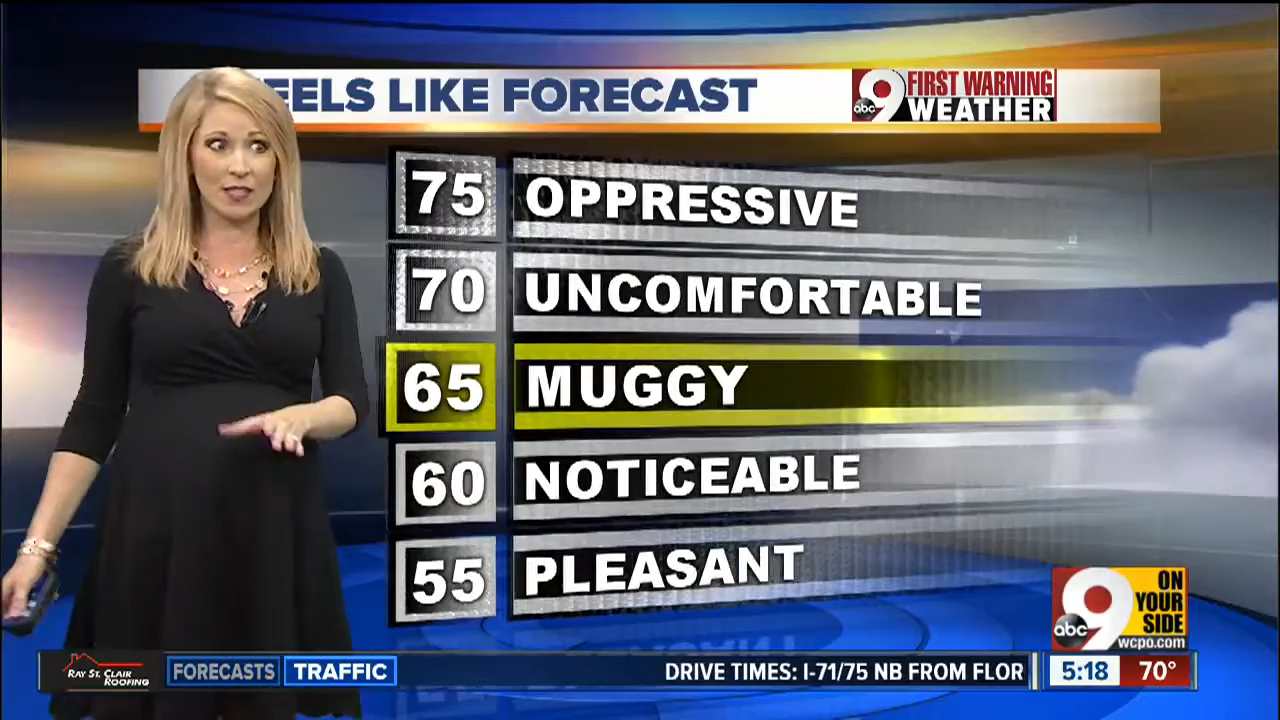 EELS LIKE FORECAST
abc 9 FIRST WARNING
WEATHER
75 OPPRESSIVE
70 UNCOMFORTABLE
65 MUGGY
60 NOTICEABLE
55 PLEASANT
abc 9 ON
YOUR
SIDE
wcpo.com
RAY ST. CLAIR
ROOFING
FORECASTS TRAFFIC
DRIVE TIMES: I-71/75 NB FROM FLOR
5:18 70°